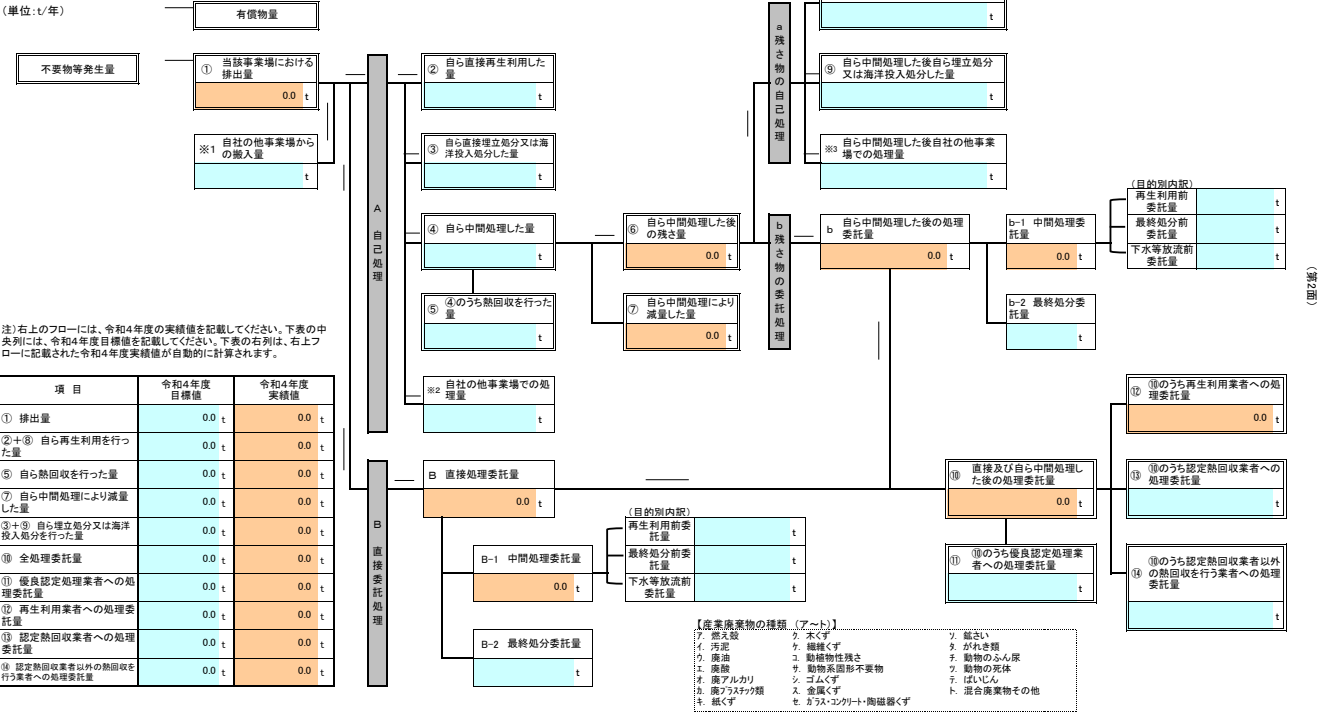 (単位:t/年)
有償物量
不要物等発生量
① 当該事業場における
排出量
0.0 t
※1 自社の他事業場から
の搬入量
t
A 自己処理
② 自ら直接再生利用した
量
t
③ 自ら直接埋立処分又は海
洋投入処分した量
t
④ 自ら中間処理した量
t
⑤ ④のうち熱回収を行った
量
t
※2 自社の他事業場での処
理量
t
⑥ 自ら中間処理した後
の残さ量
0.0 t
⑦ 自ら中間処理により
減量した量
0.0 t
a 残さ物の自己処理
t
⑨ 自ら中間処理した後自ら埋立処分
又は海洋投入処分した量
t
※3 自ら中間処理した後自社の他事業
場での処理量
t
b 残さ物の委託処理
b 自ら中間処理した後の処理
委託量
0.0 t
b-1 中間処理委
託量
0.0 t
(目的別内訳)
再生利用前
委託量 t
最終処分前
委託量 t
下水等放流前
委託量 t
b-2 最終処分委
託量
t
(第2面)
注)右上のフローには、令和4年度の実績値を記載してください。下表の中
央列には、令和4年度目標値を記載してください。下表の右列は、右上フ
ローに記載された令和4年度実績値が自動的に計算されます。
項 目 令和4年度
目標値 令和4年度
実績値
① 排出量 0.0 t 0.0 t
②+⑧ 自ら再生利用を行っ
た量 0.0 t 0.0 t
⑤ 自ら熱回収を行った量 0.0 t 0.0 t
⑦ 自ら中間処理により減量
した量 0.0 t 0.0 t
③+⑨ 自ら埋立処分又は海洋
投入処分を行った量 0.0 t 0.0 t
⑩ 全処理委託量 0.0 t 0.0 t
⑪ 優良認定処理業者への処
理委託量 0.0 t 0.0 t
⑫ 再生利用業者への処理委
託量 0.0 t 0.0 t
⑬ 認定熱回収業者への処理
委託量 0.0 t 0.0 t
⑭ 認定熱回収業者以外の熱回収を
行う業者への処理委託量 0.0 t 0.0 t
B 直接委託処理
B 直接処理委託量
0.0 t
B-1 中間処理委託量
0.0 t
(目的別内訳)
再生利用前委
託量 t
最終処分前委
託量 t
下水等放流前
委託量 t
B-2 最終処分委託量
t
⑩ 直接及び自ら中間処理し
た後の処理委託量
0.0 t
⑪ ⑩のうち優良認定処理業
者への処理委託量
t
⑫ ⑩のうち再生利用業者への処
理委託量
0.0 t
⑬ ⑩のうち認定熱回収業者への
処理委託量
t
⑭ ⑩のうち認定熱回収業者以外
の熱回収を行う業者への処理
委託量
t
【産業廃棄物の種類 (ア～ト)】
ア. 燃え殻 ク. 木くず ソ. 鉱さい
イ. 汚泥 ケ. 繊維くず タ. がれき類
ウ. 廃油 コ. 動植物性残さ チ. 動物のふん尿
エ. 廃酸 サ. 動物系固形不要物 ツ. 動物の死体
オ. 廃アルカリ シ. ゴムくず テ. ばいじん
カ. 廃プラスチック類 ス. 金属くず ト. 混合廃棄物その他
キ. 紙くず セ. ガラス・コンクリート・陶磁器くず